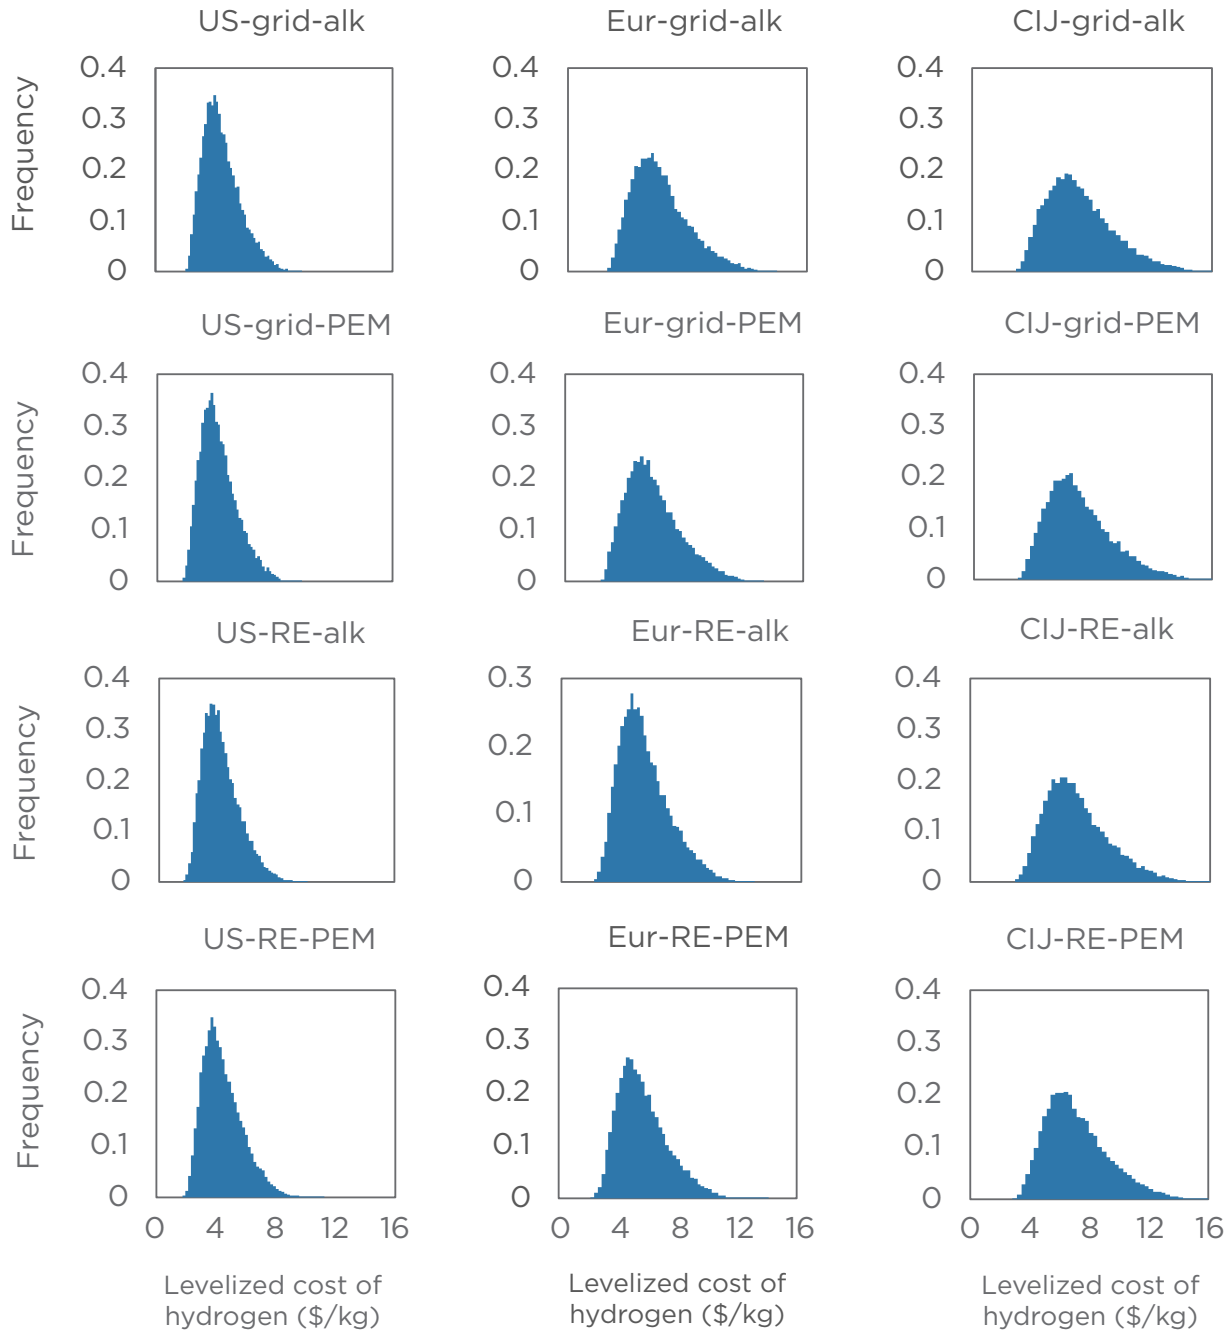 US-grid-alk Eur-grid-alk CIJ-grid-alk
Frequency
0.4 0.4 0.4
0.3 0.3 0.3
0.2 0.2 0.2
0.1 0.1 0.1
0 0 0
US-grid-PEM Eur-grid-PEM CIJ-grid-PEM
Frequency
0.4 0.4 0.4
0.3 0.3 0.3
0.2 0.2 0.2
0.1 0.1 0.1
0 0 0
US-RE-alk Eur-RE-alk CIJ-RE-alk
Frequency
0.4 0.3 0.4
0.3 0.2 0.3
0.2 0.1 0.2
0.1 0 0.1
0 0
US-RE-PEM Eur-RE-PEM CIJ-RE-PEM
Frequency
0.4 0.4 0.4
0.3 0.3 0.3
0.2 0.2 0.2
0.1 0.1 0.1
0 0 0
0 4 8 12 16 0 4 8 12 16 0 4 8 12 16
Levelized cost of Levelized cost of Levelized cost of
hydrogen ($/kg) hydrogen ($/kg) hydrogen ($/kg)